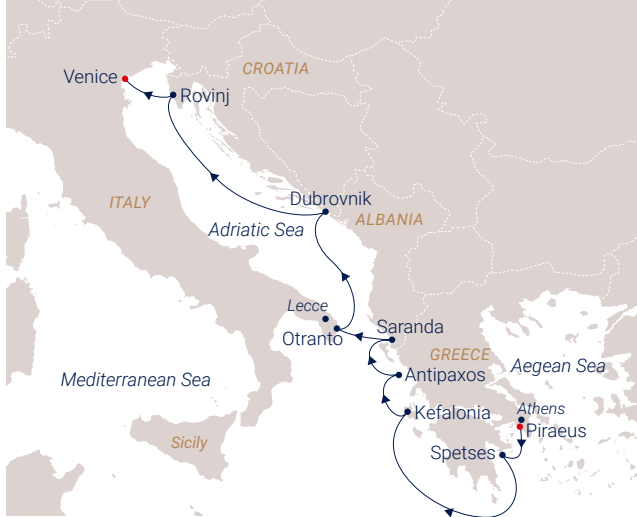 CROATIA
Venice
Rovinj
Dubrovnik
ITALY
ALBANIA
Adriatic Sea
Lecce
Saranda
Otranto
GREECE
Aegean Sea
Antipaxos
Mediterranean Sea
Athens
Kefalonia
Piraeus
Sicily
Spetses